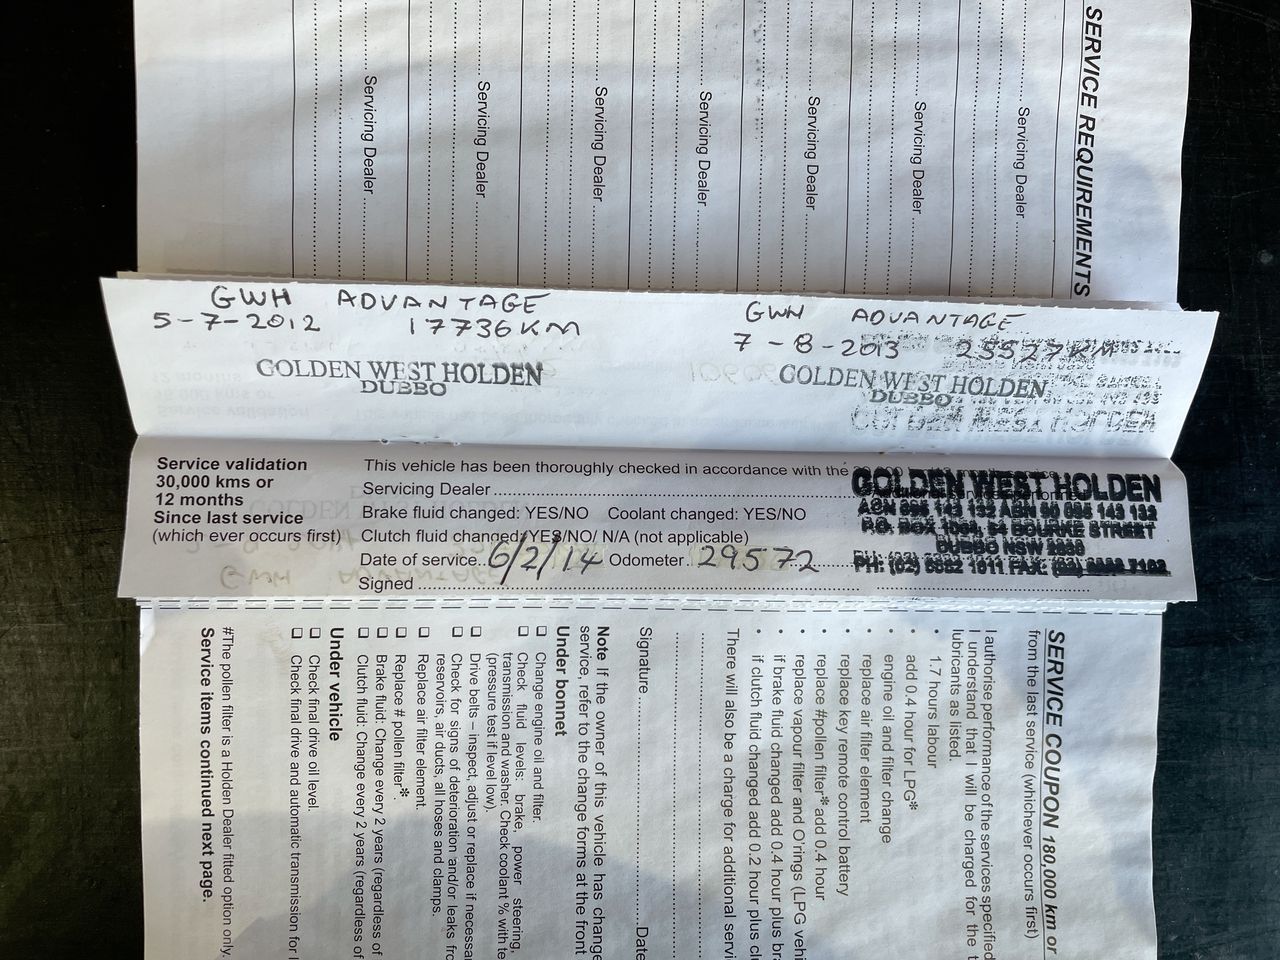 SERVICE REQUIREMENTS
Servicing Dealer
Servicing Dealer
Servicing Dealer
Servicing Dealer
Servicing Dealer
Servicing Dealer
Servicing Dealer
GWH ADVANTAGE
5-7-2012 17736KM
GOLDEN WEST HOLDEN
DUBBO
GWH ADVANTAGE
7-8-2013 25527KM
GOLDEN WEST HOLDEN
DUBBO
Service validation
30,000 kms or
12 months
Since last service
(which ever occurs first)
This vehicle has been thoroughly checked in accordance with the
Servicing Dealer
Brake fluid changed: YES/NO Coolant changed: YES/NO
Clutch fluid changed: YES/NO/ N/A (not applicable)
Date of service..6/2/14 Odometer.29572
Signed
GOLDEN WEST HOLDEN
BOURKE STREET
DUBBO NSW
SERVICE COUPON 180,000 km or
from the last service (whichever occurs first)
I authorise performance of the services specified
I understand that I will be charged for the
lubricants as listed.
• 1.7 hours labour
• add 0.4 hour for LPG*
• engine oil and filter change
• replace air filter element
• replace key remote control battery
• replace #pollen filter* add 0.4 hour
• replace vapour filter and O'rings (LPG
• if brake fluid changed add 0.4 hour plus
• if clutch fluid changed add 0.2 hour plus
There will also be a charge for additional
Signature Date
Note If the owner of this vehicle has
service, refer to the change forms at the front
Under bonnet
❑ Change engine oil and filter.
❑ Check fluid levels: brake, power steering,
transmission and washer. Check coolant % with
(pressure test if level low).
❑ Drive belts – inspect, adjust or replace if
❑ Check for signs of deterioration and/or leaks
reservoirs, air ducts, all hoses and clamps.
❑ Replace air filter element.
❑ Replace # pollen filter*.
❑ Brake fluid: Change every 2 years (regardless of
❑ Clutch fluid: Change every 2 years (regardless of
Under vehicle
❑ Check final drive oil level.
❑ Check final drive and automatic transmission for
#The pollen filter is a Holden Dealer fitted option only.
Service items continued next page.